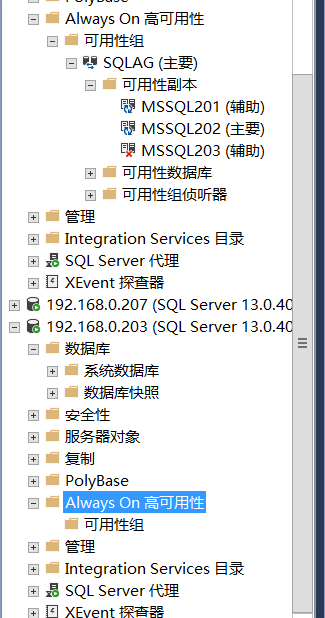 PolyBase
Always On 高可用性
可用性组
SQLAG (主要)
可用性副本
MSSQL201 (辅助)
MSSQL202 (主要)
MSSQL203 (辅助)
可用性数据库
可用性组侦听器
管理
Integration Services 目录
SQL Server 代理
XEvent 探查器
192.168.0.207 (SQL Server 13.0.40
192.168.0.203 (SQL Server 13.0.40
数据库
系统数据库
数据库快照
安全性
服务器对象
复制
PolyBase
Always On 高可用性
可用性组
管理
Integration Services 目录
SQL Server 代理
XEvent 探查器